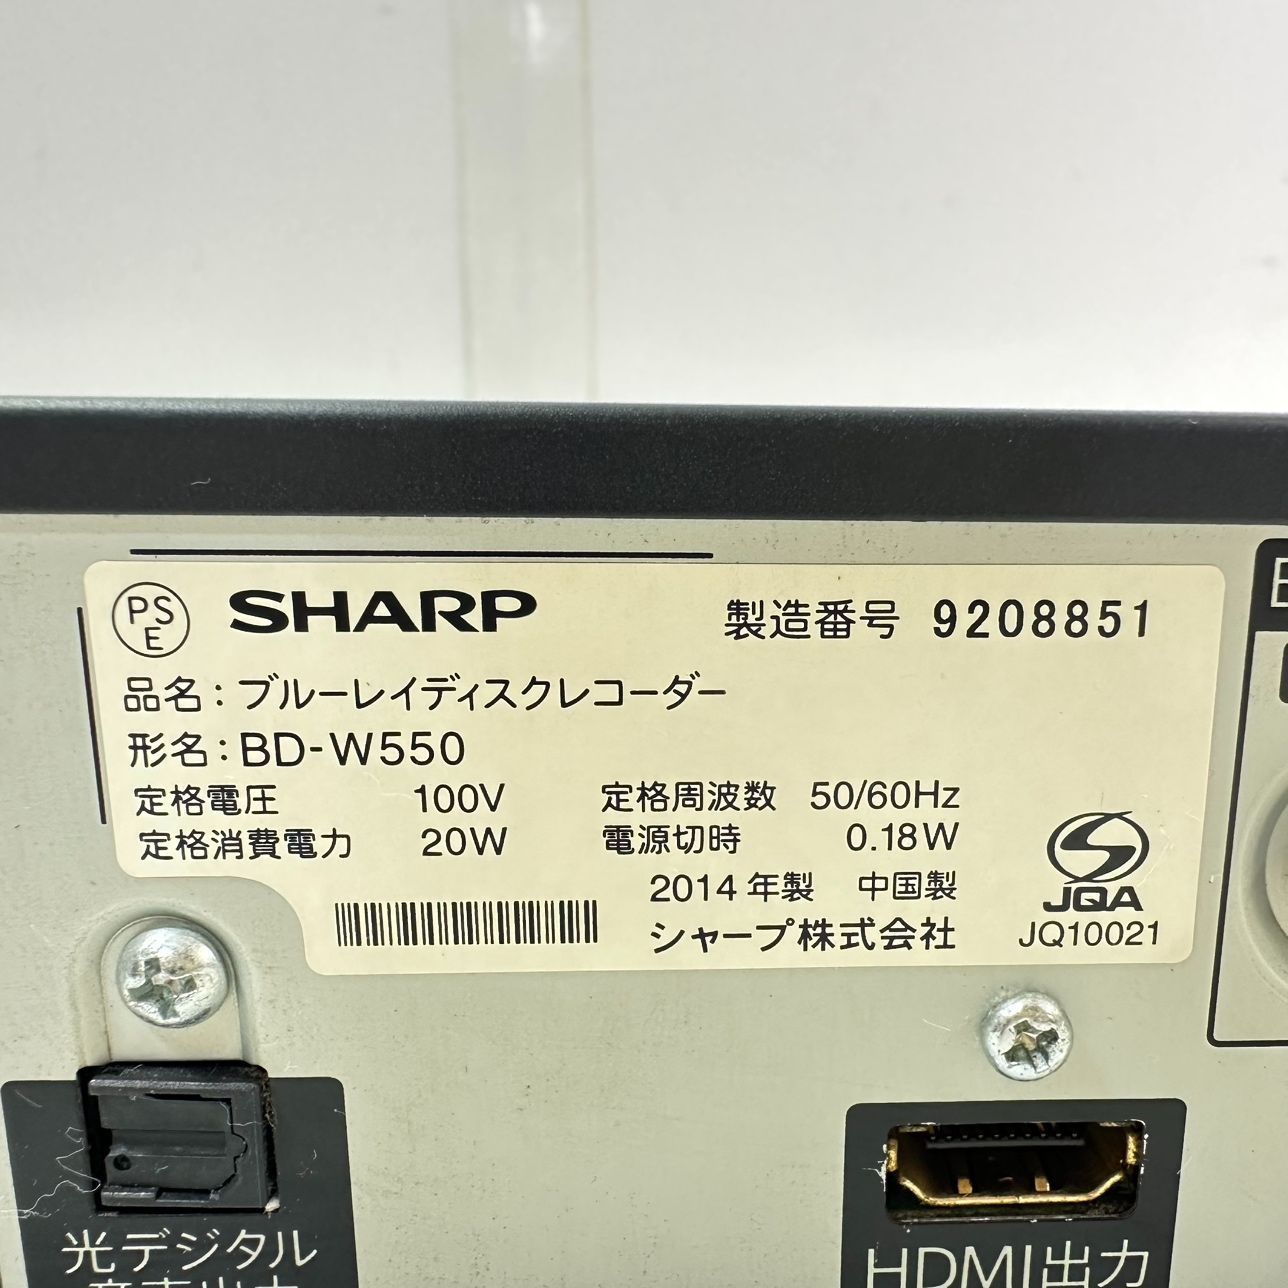 PS
E
SHARP
製造番号 9208851
品名：ブルーレイディスクレコーダー
形名：BD-W550
定格電圧 100V 定格周波数 50/60Hz
定格消費電力 20W 電源切時 0.18W
2014年製 中国製
シャープ株式会社
JQA
JQ10021
光デジタル
HDMI出力